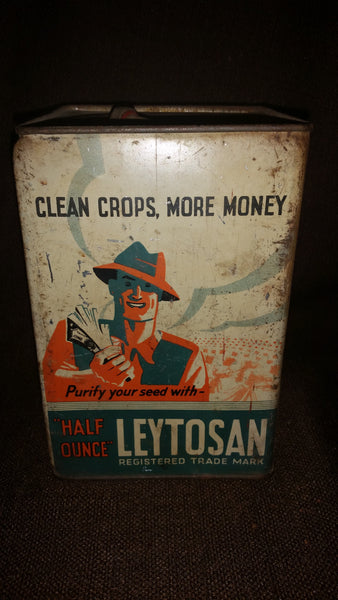 CLEAN CROPS, MORE MONEY
Purify your seed with-
"HALF
OUNCE"
LEYTOSAN
REGISTERED TRADE MARK